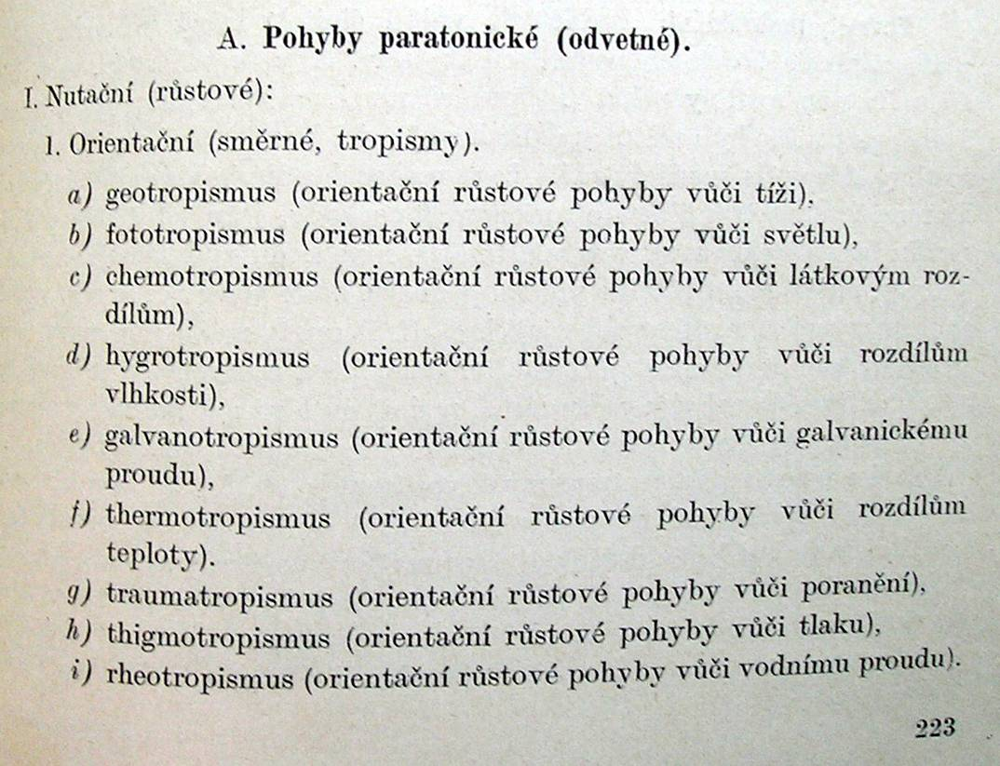 A. Pohyby paratonické (odvetné).
I. Nutační (růstové):
1. Orientační (směrné, tropismy).
a) geotropismus (orientační růstové pohyby vůči tíži),
b) fototropismus (orientační růstové pohyby vůči světlu),
c) chemotropismus (orientační růstové pohyby vůči látkovým roz-
dílům),
d) hygrotropismus (orientační růstové pohyby vůči rozdílům
vlhkosti),
e) galvanotropismus (orientační růstové pohyby vůči galvanickému
proudu),
f) thermotropismus (orientační růstové pohyby vůči rozdílům
teploty).
g) traumatropismus (orientační růstové pohyby vůči poranění),
h) thigmotropismus (orientační růstové pohyby vůči tlaku),
i) rheotropismus (orientační růstové pohyby vůči vodnímu proudu).
223